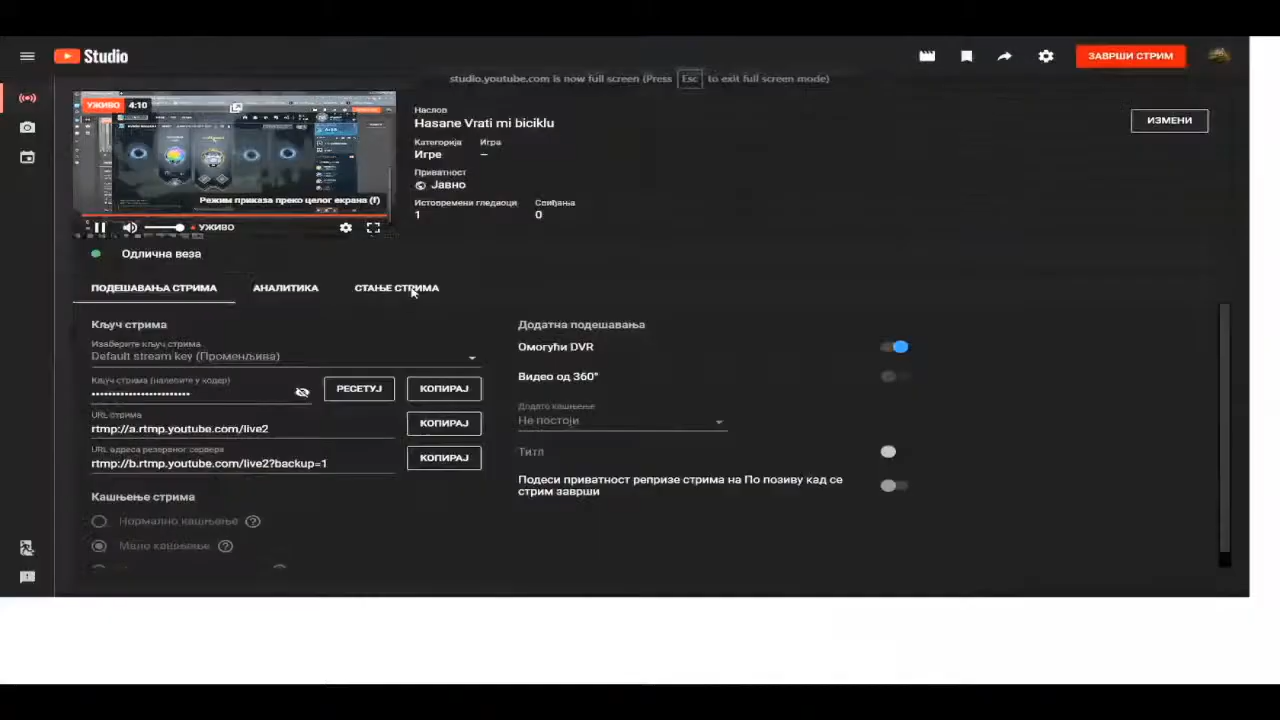 Studio
ЗАВРШИ СТРИМ
studio.youtube.com is now full screen (Press Esc to exit full screen mode)
УЖИВО 4:10
Режим приказа преко целог екрана (f)
УЖИВО
Наслов
Hasane Vrati mi biciklu
ИЗМЕНИ
Категорија Игра
Игре –
Приватност
Јавно
Истовремени гледаоци Свиђања
1 0
Одлична веза
ПОДЕШАВАЊА СТРИМА АНАЛИТИКА СТАЊЕ СТРИМА
Кључ стрима
Изаберите кључ стрима
Default stream key (Променљива)
Кључ стрима (налепите у кодер)
РЕСЕТУЈ КОПИРАЈ
URL стрима
rtmp://a.rtmp.youtube.com/live2
КОПИРАЈ
URL адреса резервног сервера
rtmp://b.rtmp.youtube.com/live2?backup=1
КОПИРАЈ
Кашњење стрима
Нормално кашњење
Мало кашњење
Додатна подешавања
Омогући DVR
Видео од 360°
Додато кашњење
Не постоји
Титл
Подеси приватност репризе стрима на По позиву кад се
стрим заврши